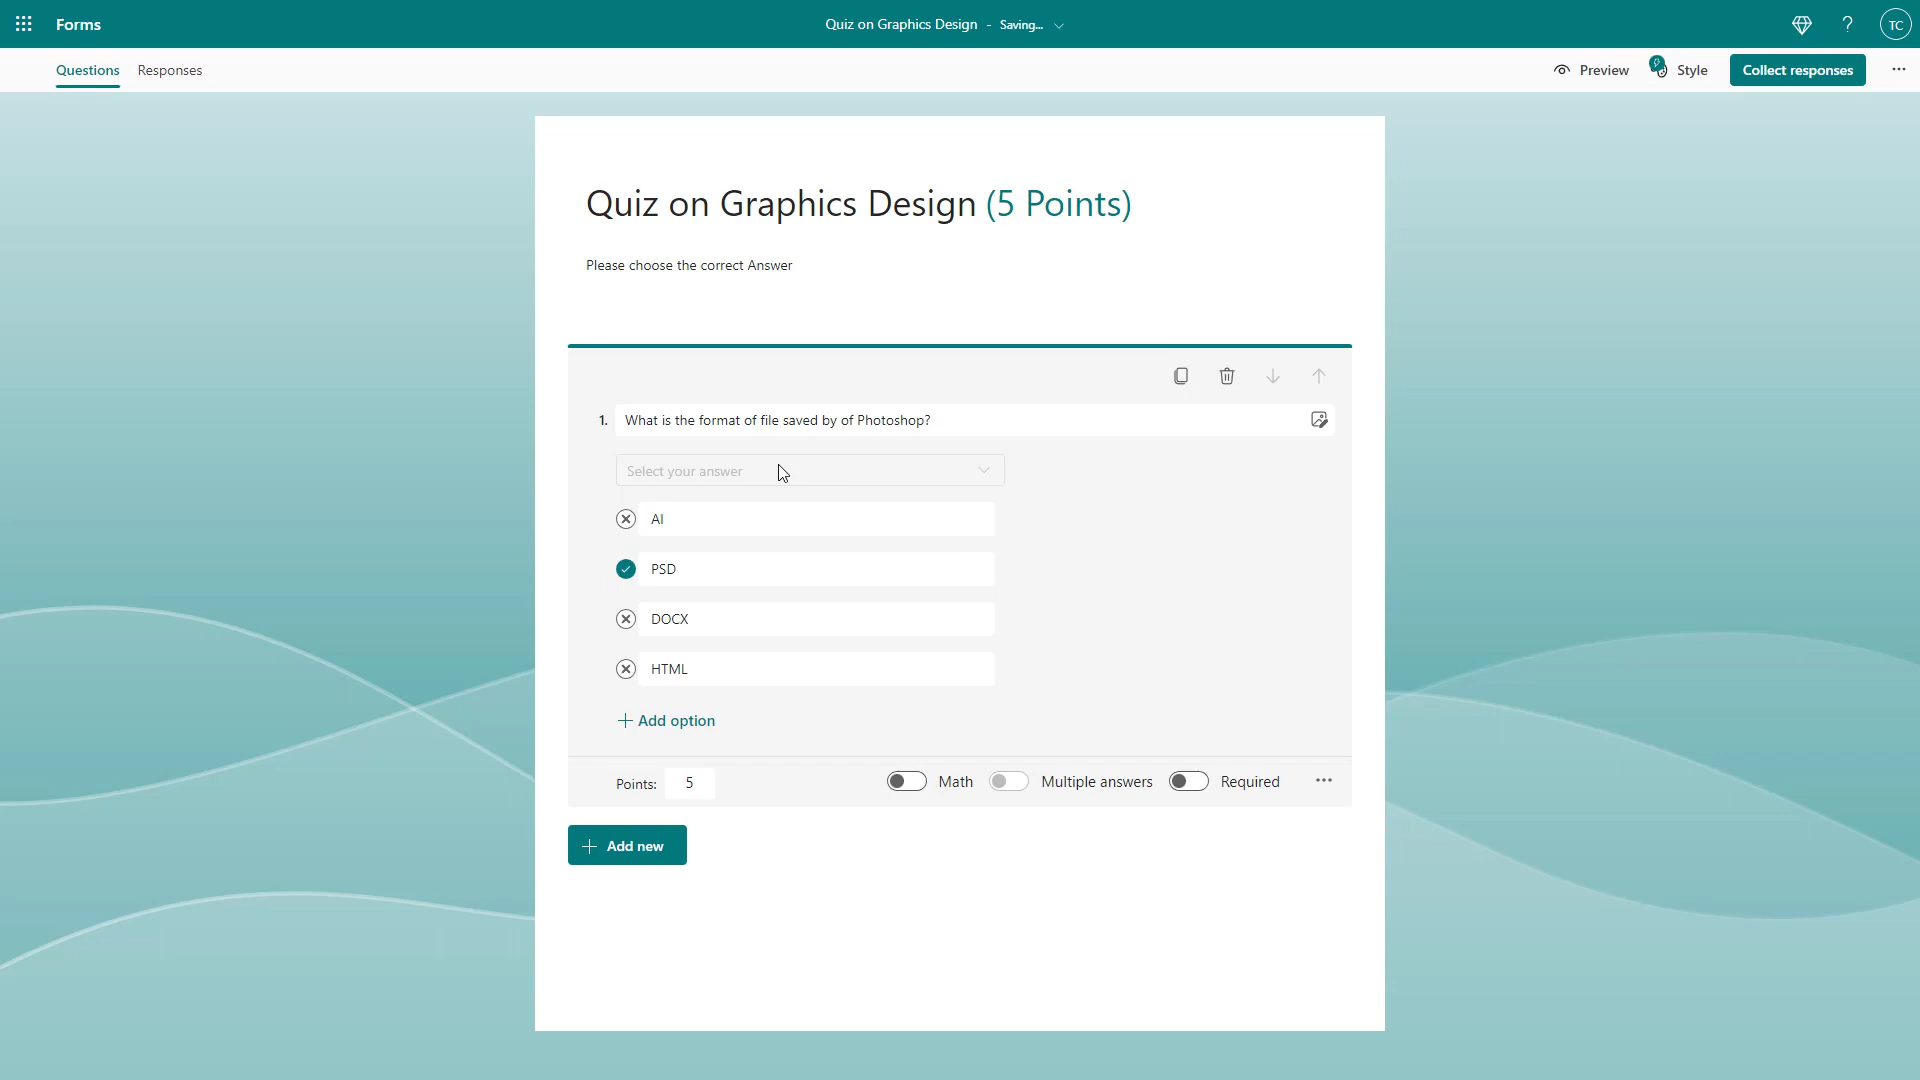 Forms
Quiz on Graphics Design - Saving...
?
TC
Questions Responses
Preview Style Collect responses ...
Quiz on Graphics Design (5 Points)
Please choose the correct Answer
1. What is the format of file saved by of Photoshop?
Select your answer
AI
PSD
DOCX
HTML
+ Add option
Points: 5 Math Multiple answers Required ...
+ Add new